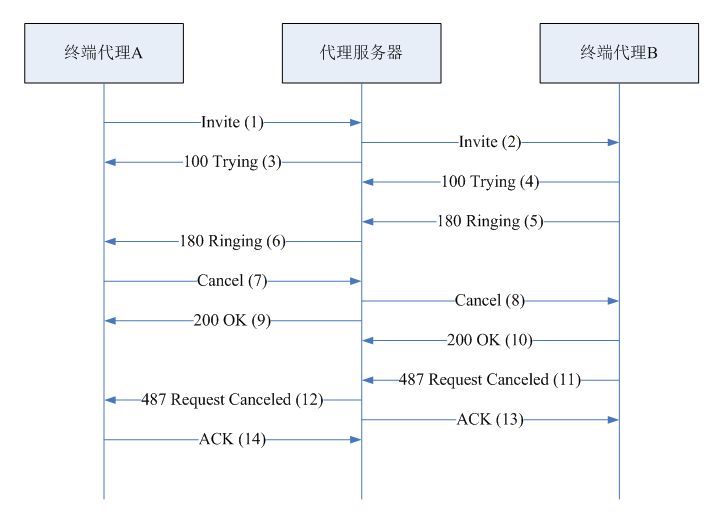 终端代理A
代理服务器
终端代理B
Invite (1)
Invite (2)
100 Trying (3)
100 Trying (4)
180 Ringing (5)
180 Ringing (6)
Cancel (7)
Cancel (8)
200 OK (9)
200 OK (10)
487 Request Canceled (11)
487 Request Canceled (12)
ACK (13)
ACK (14)